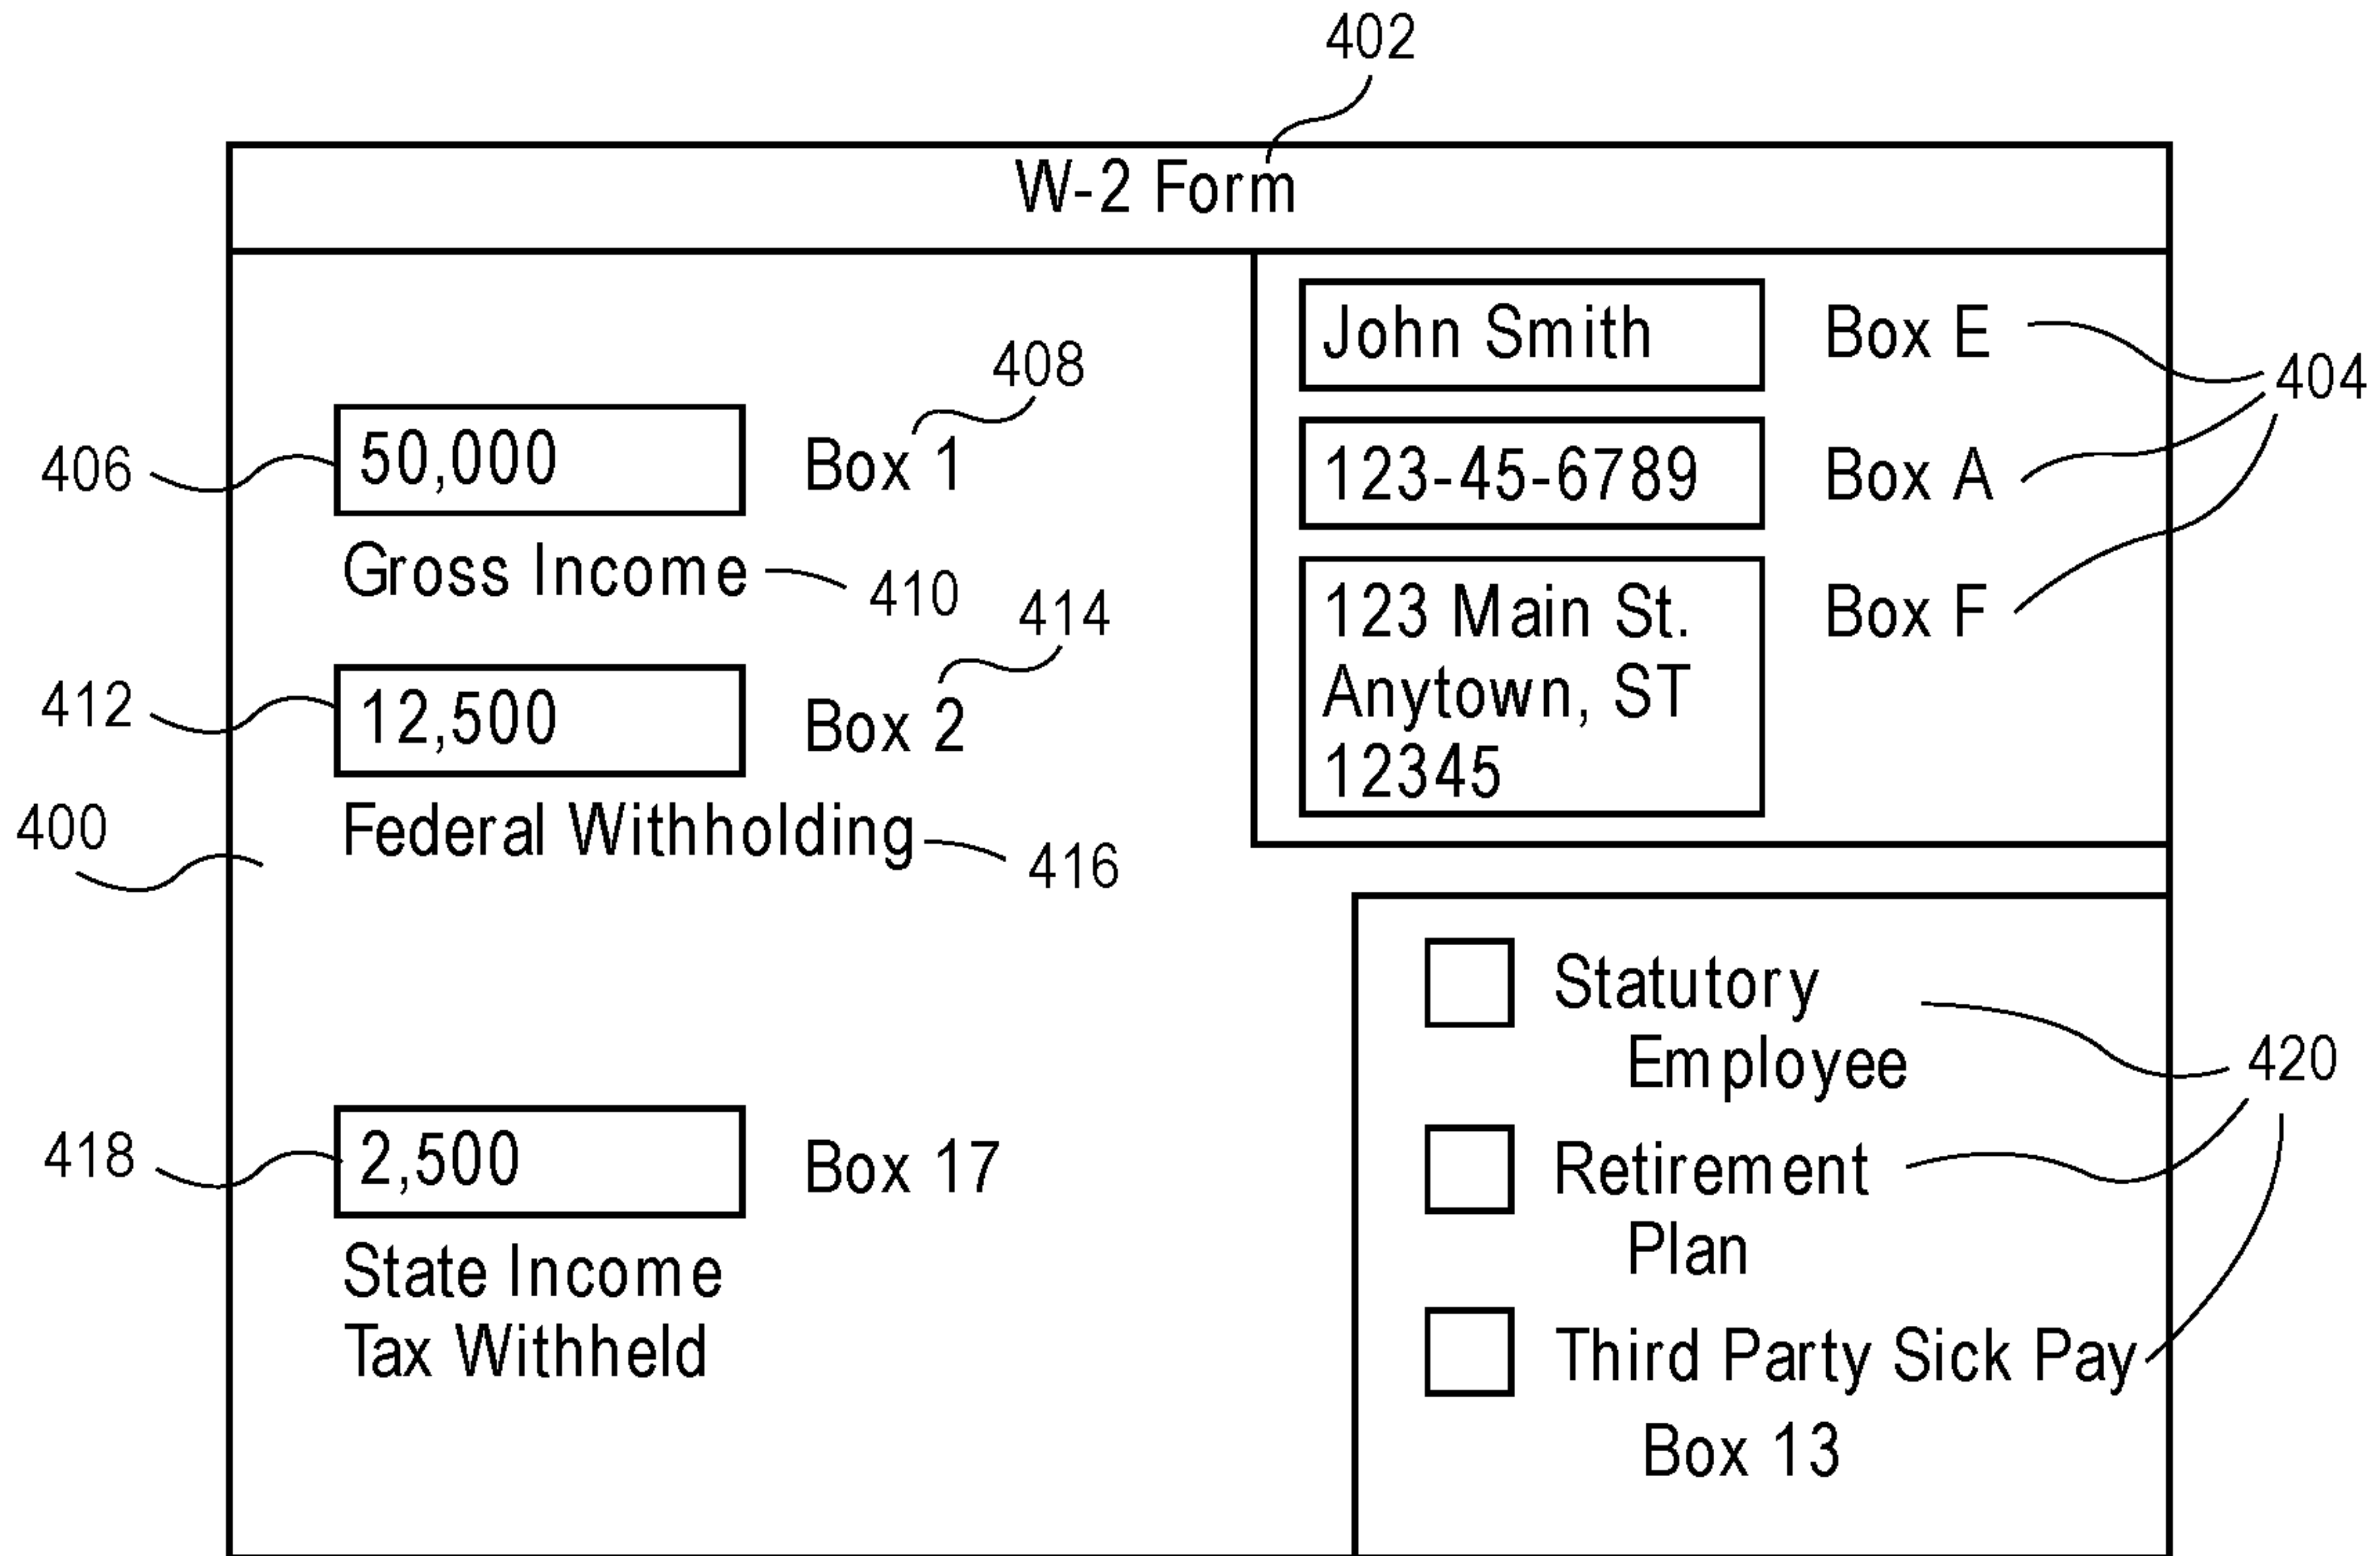 402
W-2 Form
408
406
50,000
Box 1
Gross Income
410
414
412
12,500
Box 2
400
Federal Withholding
416
418
2,500
Box 17
State Income
Tax Withheld
John Smith
Box E
404
123-45-6789
Box A
123 Main St.
Box F
Anytown, ST
12345
Statutory
Employee
420
Retirement
Plan
Third Party Sick Pay
Box 13